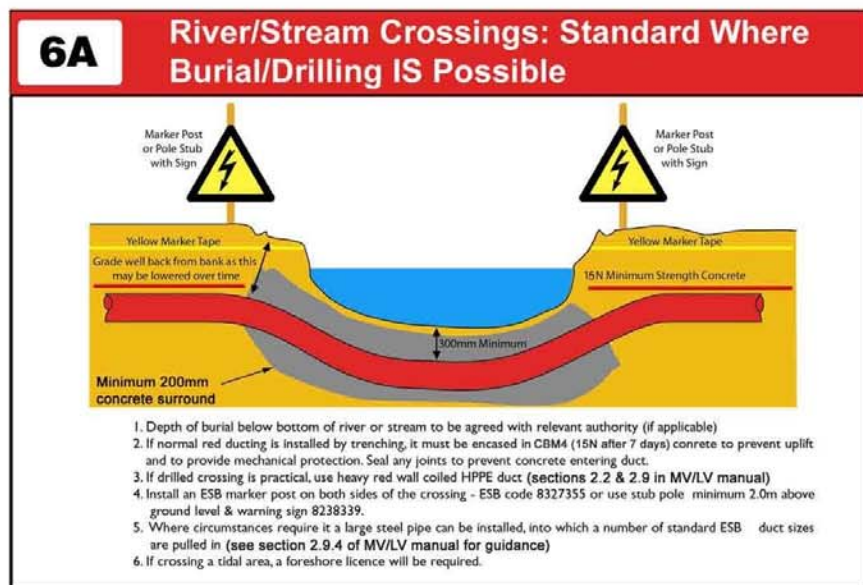 6A
River/Stream Crossings: Standard Where
Burial/Drilling IS Possible
Marker Post
or Pole Stub
with Sign
Marker Post
or Pole Stub
with Sign
Yellow Marker Tape
Yellow Marker Tape
Grade well back from bank as this
may be lowered over time
15N Minimum Strength Concrete
300mm Minimum
Minimum 200mm
concrete surround
1. Depth of burial below bottom of river or stream to be agreed with relevant authority (if applicable)
2. If normal red ducting is installed by trenching, it must be encased in CBM4 (15N after 7 days) conrete to prevent uplift
and to provide mechanical protection. Seal any joints to prevent concrete entering duct.
3. If drilled crossing is practical, use heavy red wall coiled HPPE duct (sections 2.2 & 2.9 in MV/LV manual)
4. Install an ESB marker post on both sides of the crossing - ESB code 8327355 or use stub pole minimum 2.0m above
ground level & warning sign 8238339.
5. Where circumstances require it a large steel pipe can be installed, into which a number of standard ESB duct sizes
are pulled in (see section 2.9.4 of MV/LV manual for guidance)
6. If crossing a tidal area, a foreshore licence will be required.